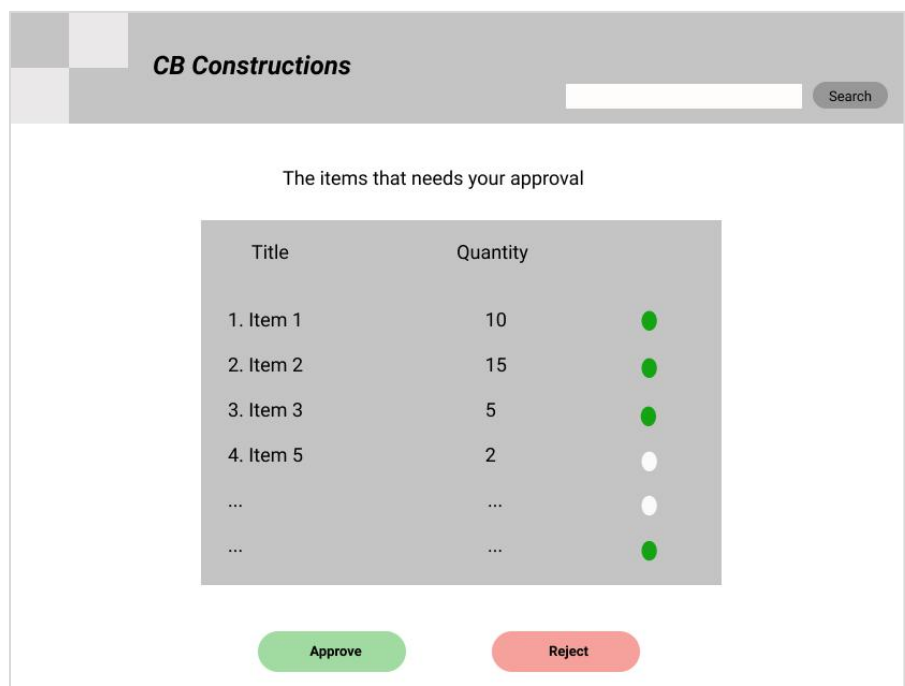 CB Constructions
Search
The items that needs your approval
Title Quantity
1. Item 1 10
2. Item 2 15
3. Item 3 5
4. Item 5 2
... ...
... ...
Approve Reject